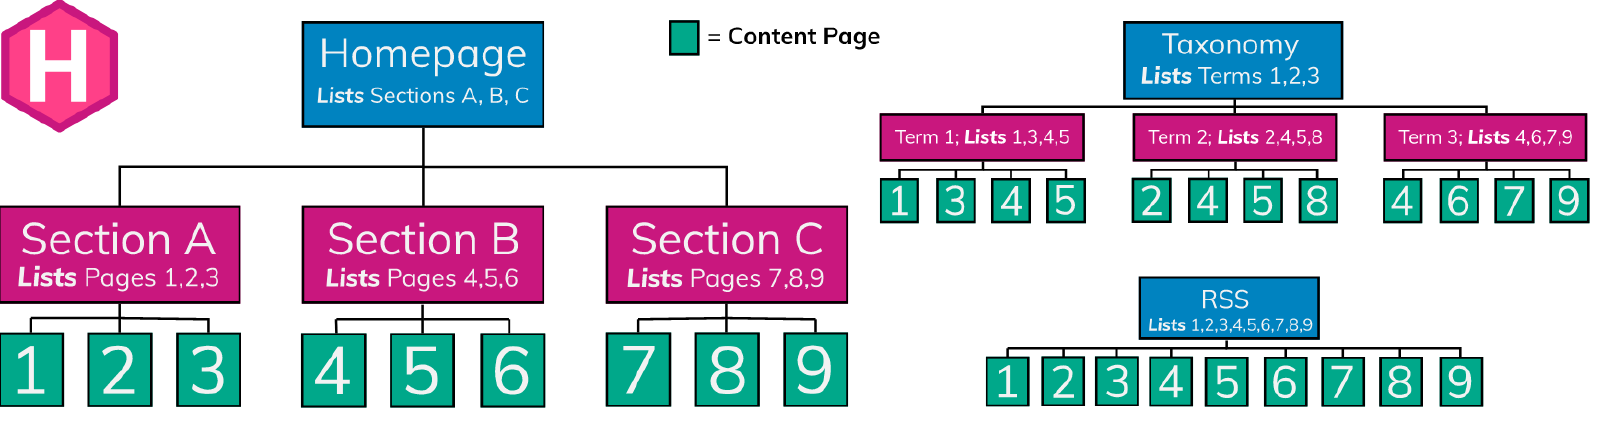 H
Homepage
Lists Sections A, B, C
= Content Page
Section A
Lists Pages 1,2,3
Section B
Lists Pages 4,5,6
Section C
Lists Pages 7,8,9
1 2 3
4 5 6
7 8 9
Taxonomy
Lists Terms 1,2,3
Term 1; Lists 1,3,4,5
Term 2; Lists 2,4,5,8
Term 3; Lists 4,6,7,9
1 3 4 5
2 4 5 8
4 6 7 9
RSS
Lists 1,2,3,4,5,6,7,8,9
1 2 3 4 5 6 7 8 9